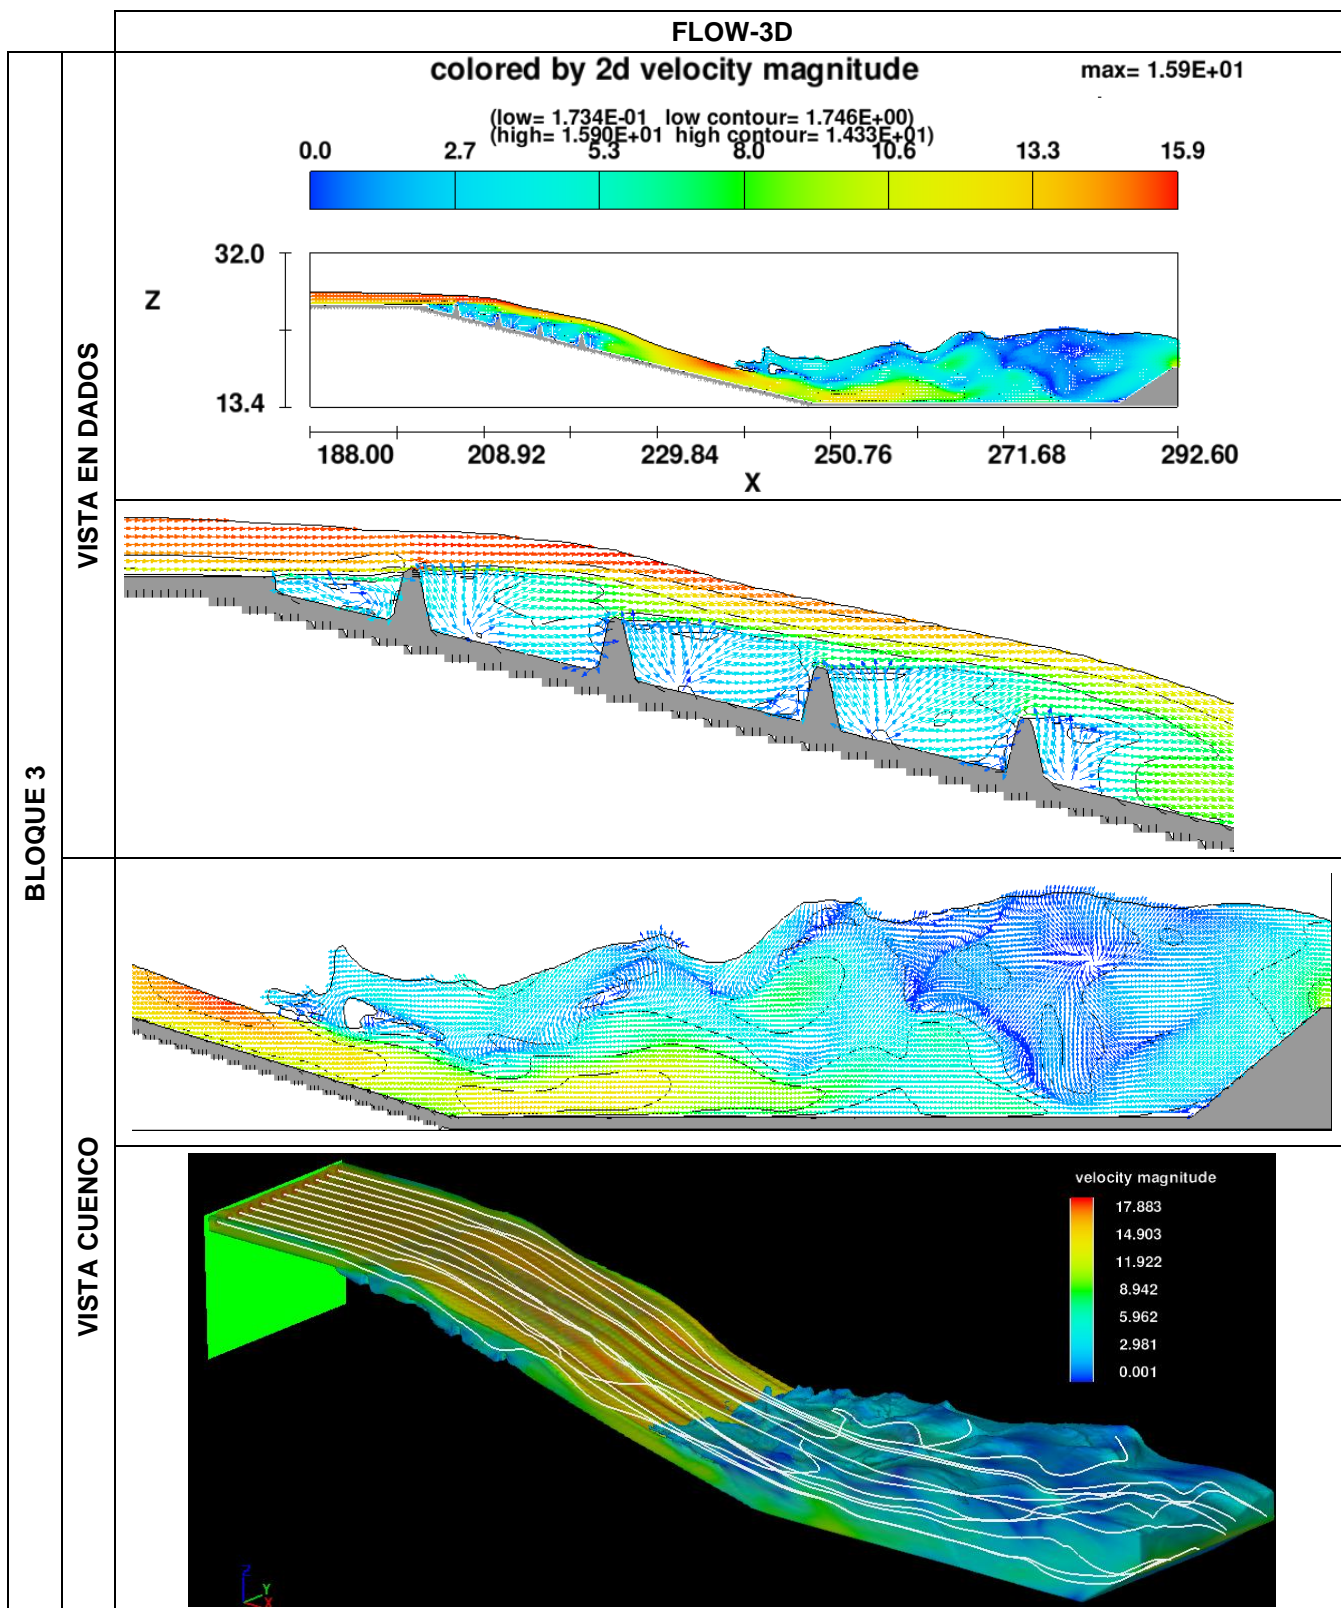 FLOW-3D
BLOQUE 3
VISTA EN DADOS
colored by 2d velocity magnitude
max= 1.59E+01
(low= 1.734E-01 low contour= 1.746E+00)
(high= 1.590E+01 high contour= 1.433E+01)
0.0 2.7 5.3 8.0 10.6 13.3 15.9
32.0
Z
13.4
188.00 208.92 229.84 250.76 271.68 292.60
X
VISTA CUENCO
velocity magnitude
17.883
14.903
11.922
8.942
5.962
2.981
0.001
Z
Y
X